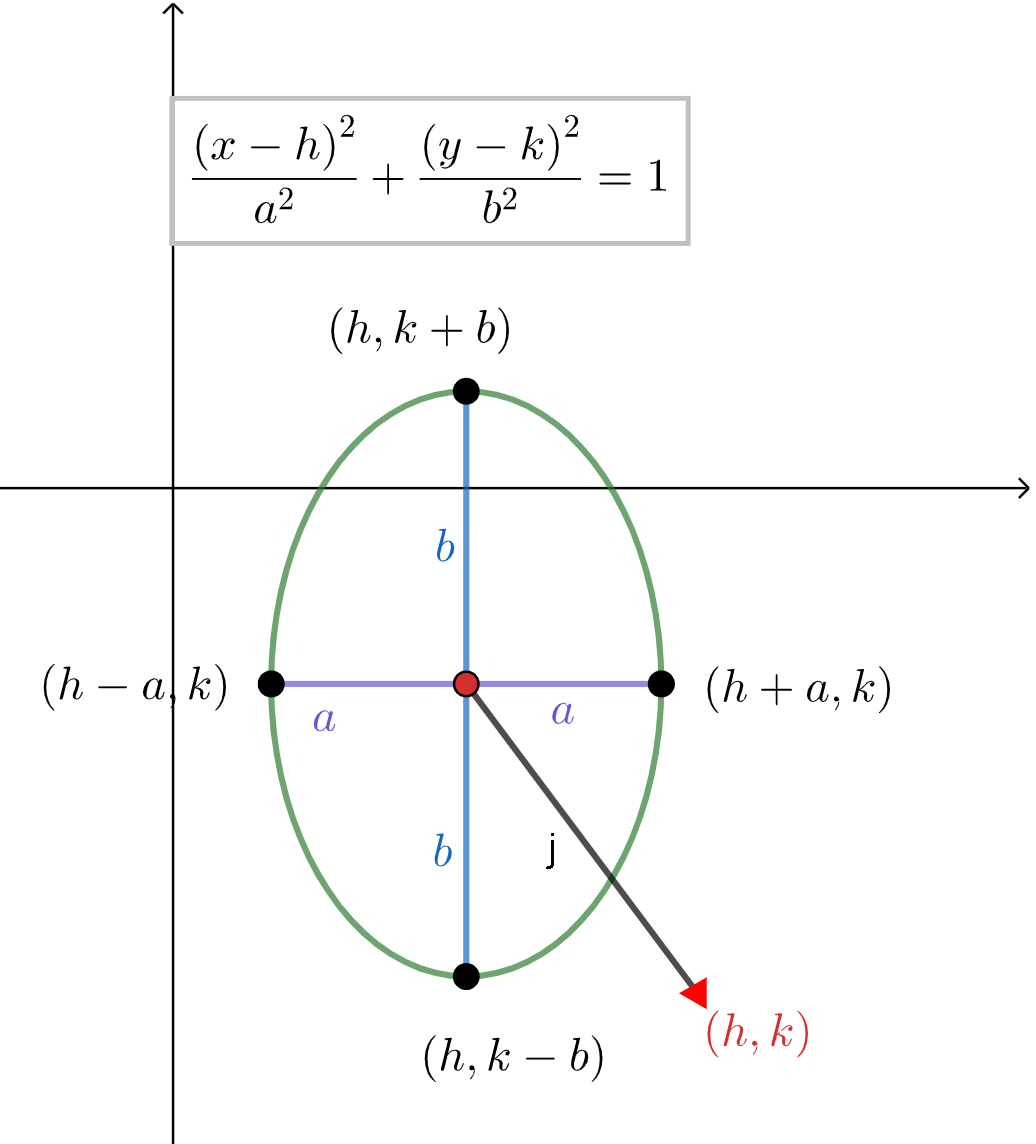 (x − h)²/a² + (y − k)²/b² = 1
(h, k + b)
b
(h − a, k)
(h + a, k)
a
a
b
j
(h, k)
(h, k − b)